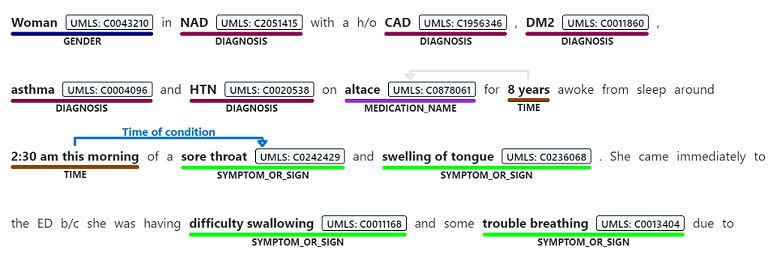 Woman UMLS: C0043210 in NAD UMLS: C2051415 with a h/o CAD UMLS: C1956346 , DM2 UMLS: C0011860 ,
GENDER DIAGNOSIS DIAGNOSIS DIAGNOSIS
asthma UMLS: C0004096 and HTN UMLS: C0020538 on altace UMLS: C0878061 for 8 years awoke from sleep around
DIAGNOSIS DIAGNOSIS MEDICATION_NAME TIME
Time of condition
2:30 am this morning of a sore throat UMLS: C0242429 and swelling of tongue UMLS: C0236068 . She came immediately to
TIME SYMPTOM_OR_SIGN SYMPTOM_OR_SIGN
the ED b/c she was having difficulty swallowing UMLS: C0011168 and some trouble breathing UMLS: C0013404 due to
SYMPTOM_OR_SIGN SYMPTOM_OR_SIGN